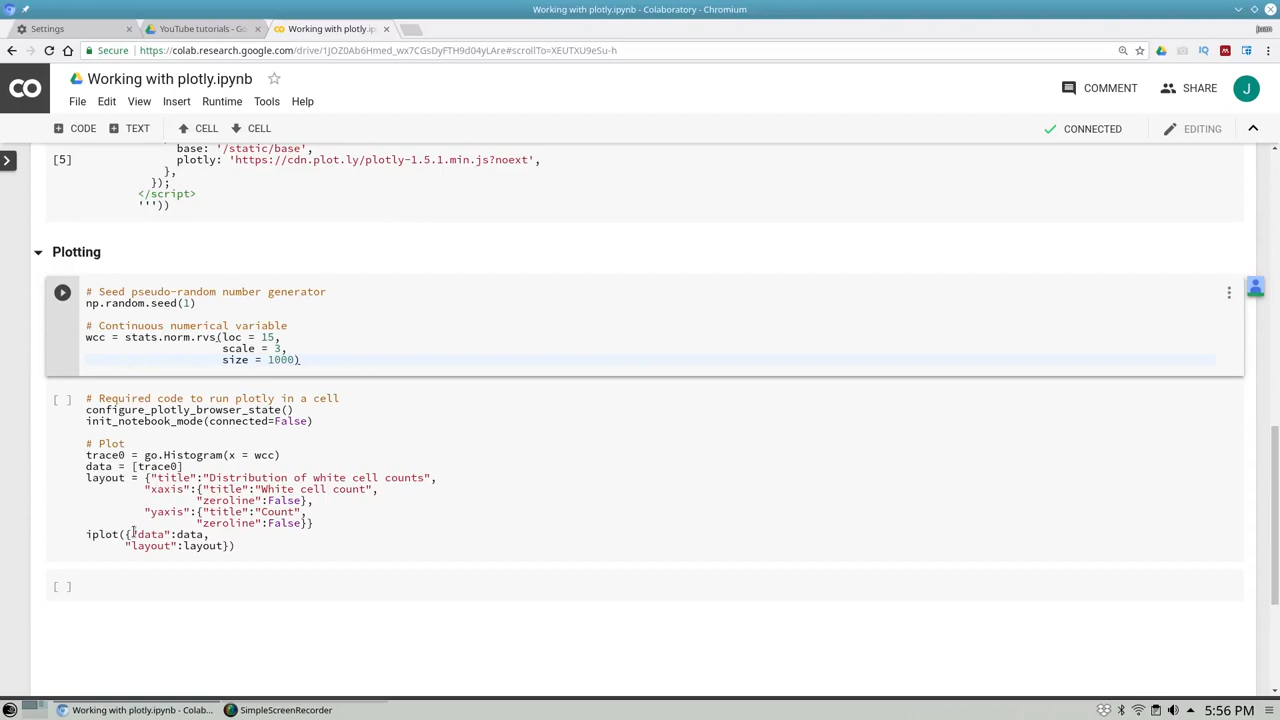 Working with plotly.ipynb - Colaboratory - Chromium
juan
Settings
YouTube tutorials - Go
Working with plotly.ip
Secure
https://colab.research.google.com/drive/1JOZ0Ab6Hmed_wx7CGsDyFTH9d04yLAre#scrollTo=XEUTXU9eSu-h
IQ
CO
Working with plotly.ipynb
File Edit View Insert Runtime Tools Help
COMMENT
SHARE
J
CODE TEXT CELL CELL
CONNECTED
EDITING
base: '/static/base',
[5] plotly: 'https://cdn.plot.ly/plotly-1.5.1.min.js?noext',
},
});
</script>
'''))
Plotting
# Seed pseudo-random number generator
np.random.seed(1)
# Continuous numerical variable
wcc = stats.norm.rvs(loc = 15,
scale = 3,
size = 1000)
[ ] # Required code to run plotly in a cell
configure_plotly_browser_state()
init_notebook_mode(connected=False)
# Plot
trace0 = go.Histogram(x = wcc)
data = [trace0]
layout = {"title":"Distribution of white cell counts",
"xaxis":{"title":"White cell count",
"zeroline":False},
"yaxis":{"title":"Count",
"zeroline":False}}
iplot({"data":data,
"layout":layout})
[ ]
Working with plotly.ipynb - Colab...
SimpleScreenRecorder
5:56 PM